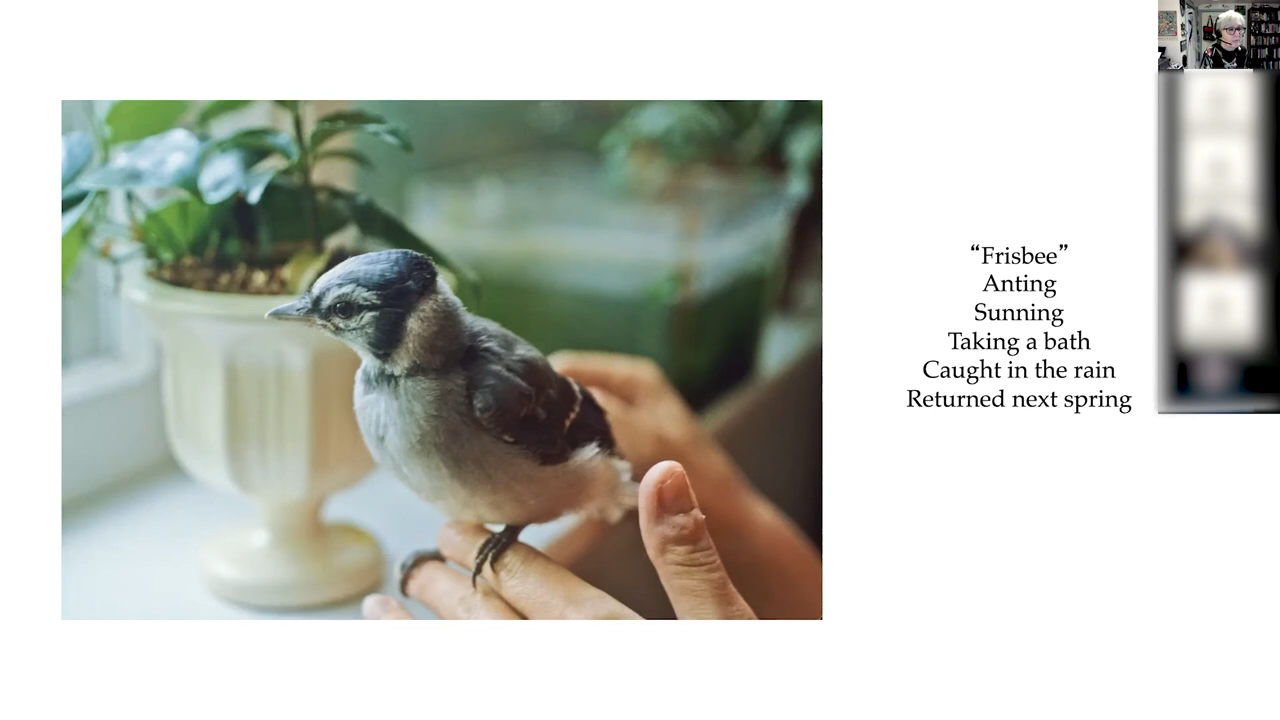 “Frisbee”
Anting
Sunning
Taking a bath
Caught in the rain
Returned next spring